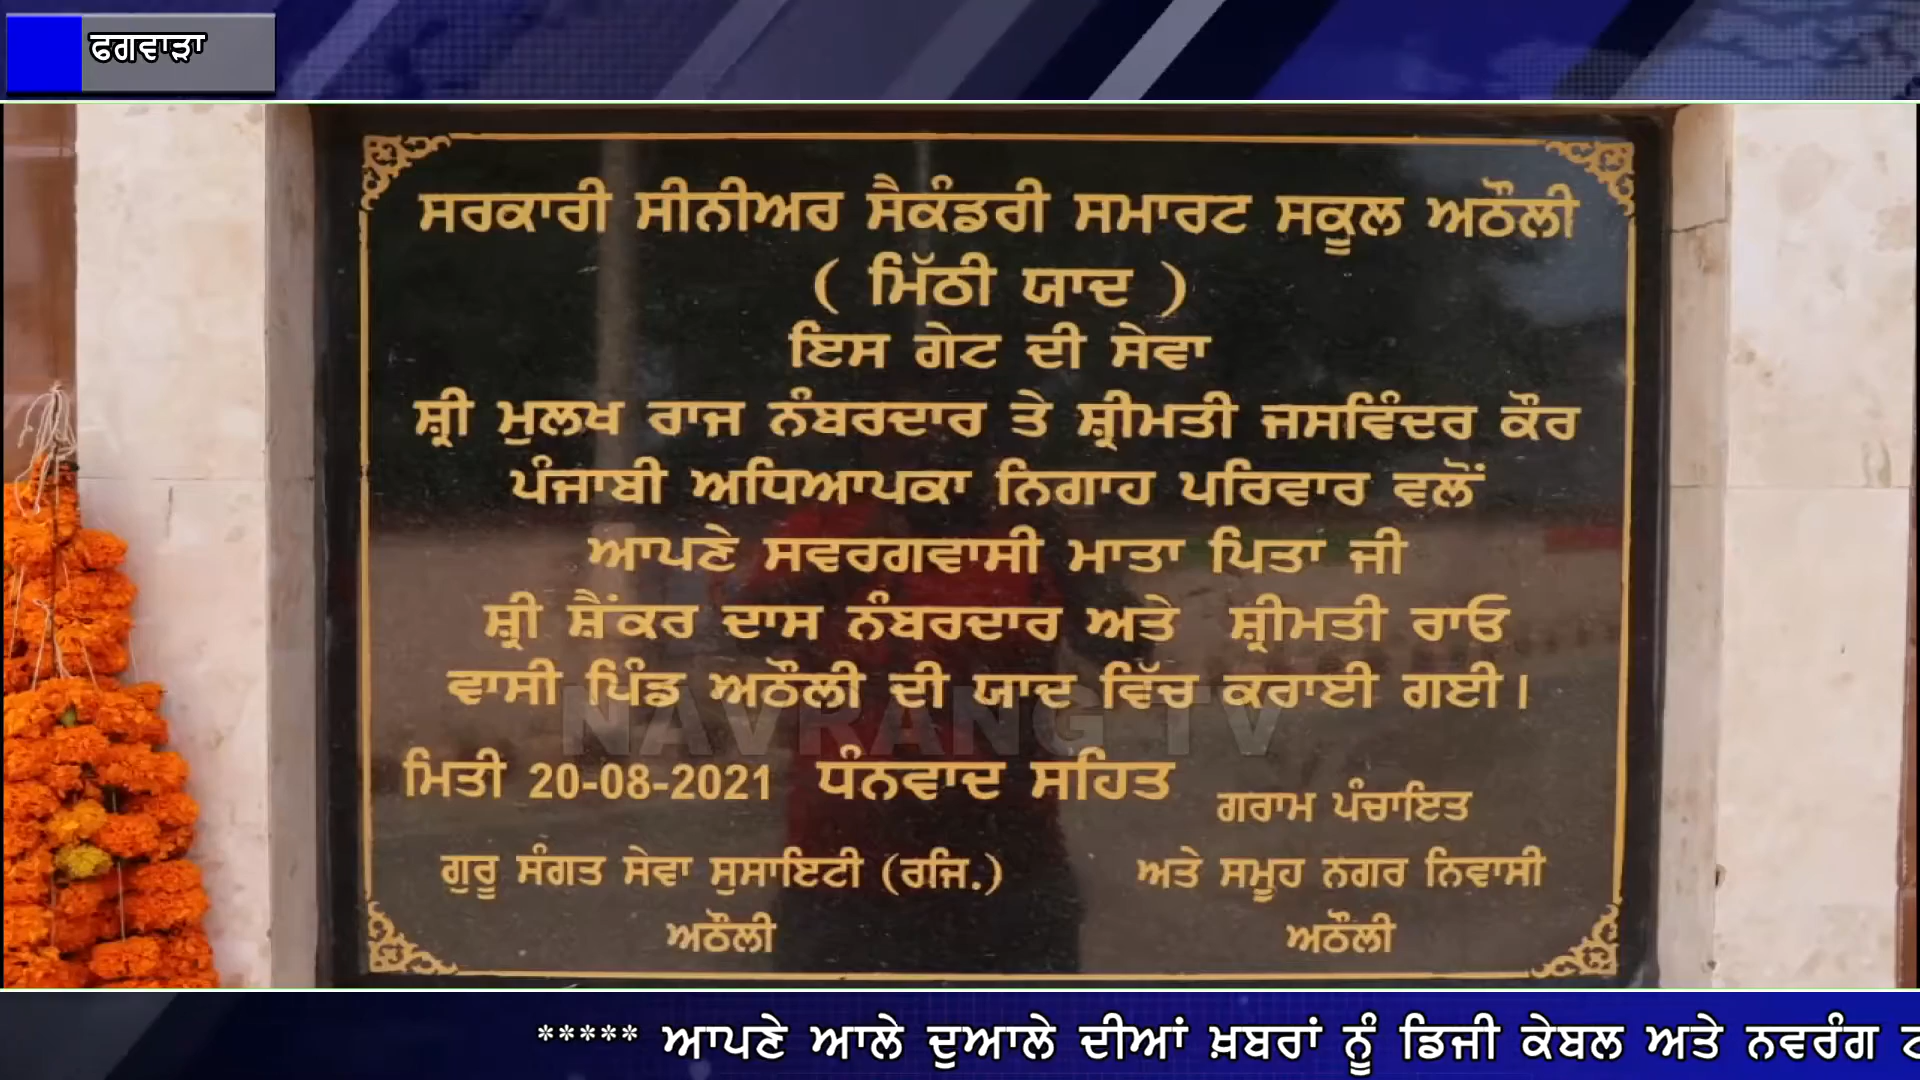 ਫਗਵਾੜਾ
ਸਰਕਾਰੀ ਸੀਨੀਅਰ ਸੈਕੰਡਰੀ ਸਮਾਰਟ ਸਕੂਲ ਅਠੌਲੀ
( ਮਿੱਠੀ ਯਾਦ )
ਇਸ ਗੇਟ ਦੀ ਸੇਵਾ
ਸ਼੍ਰੀ ਮੁਲਖ ਰਾਜ ਨੰਬਰਦਾਰ ਤੇ ਸ਼੍ਰੀਮਤੀ ਜਸਵਿੰਦਰ ਕੌਰ
ਪੰਜਾਬੀ ਅਧਿਆਪਕਾ ਨਿਗਾਹ ਪਰਿਵਾਰ ਵਲੋਂ
ਆਪਣੇ ਸਵਰਗਵਾਸੀ ਮਾਤਾ ਪਿਤਾ ਜੀ
ਸ਼੍ਰੀ ਸ਼ੈਂਕਰ ਦਾਸ ਨੰਬਰਦਾਰ ਅਤੇ ਸ਼੍ਰੀਮਤੀ ਰਾਓ
ਵਾਸੀ ਪਿੰਡ ਅਠੌਲੀ ਦੀ ਯਾਦ ਵਿੱਚ ਕਰਾਈ ਗਈ।
NAVRANG TV
ਮਿਤੀ 20-08-2021 ਧੰਨਵਾਦ ਸਹਿਤ
ਗਰਾਮ ਪੰਚਾਇਤ
ਗੁਰੂ ਸੰਗਤ ਸੇਵਾ ਸੁਸਾਇਟੀ (ਰਜਿ.) ਅਤੇ ਸਮੂਹ ਨਗਰ ਨਿਵਾਸੀ
ਅਠੌਲੀ ਅਠੌਲੀ
***** ਆਪਣੇ ਆਲੇ ਦੁਆਲੇ ਦੀਆਂ ਖ਼ਬਰਾਂ ਨੂੰ ਡਿਜੀ ਕੇਬਲ ਅਤੇ ਨਵਰੰਗ